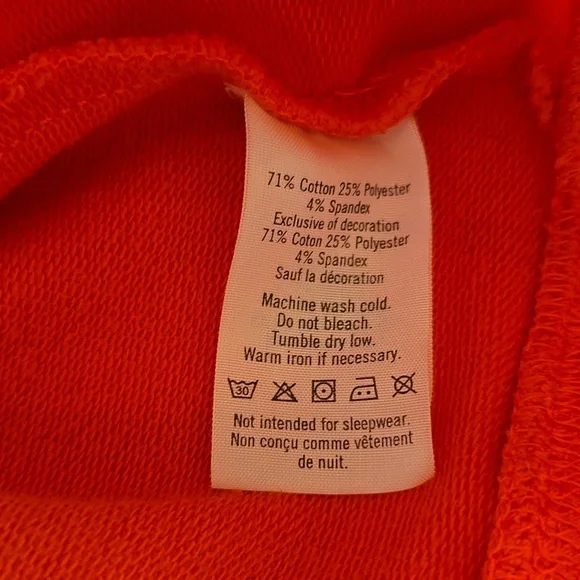 71% Cotton 25% Polyester
4% Spandex
Exclusive of decoration
71% Coton 25% Polyester
4% Spandex
Sauf la décoration
Machine wash cold.
Do not bleach.
Tumble dry low.
Warm iron if necessary.
30
Not intended for sleepwear.
Non conçu comme vêtement
de nuit.